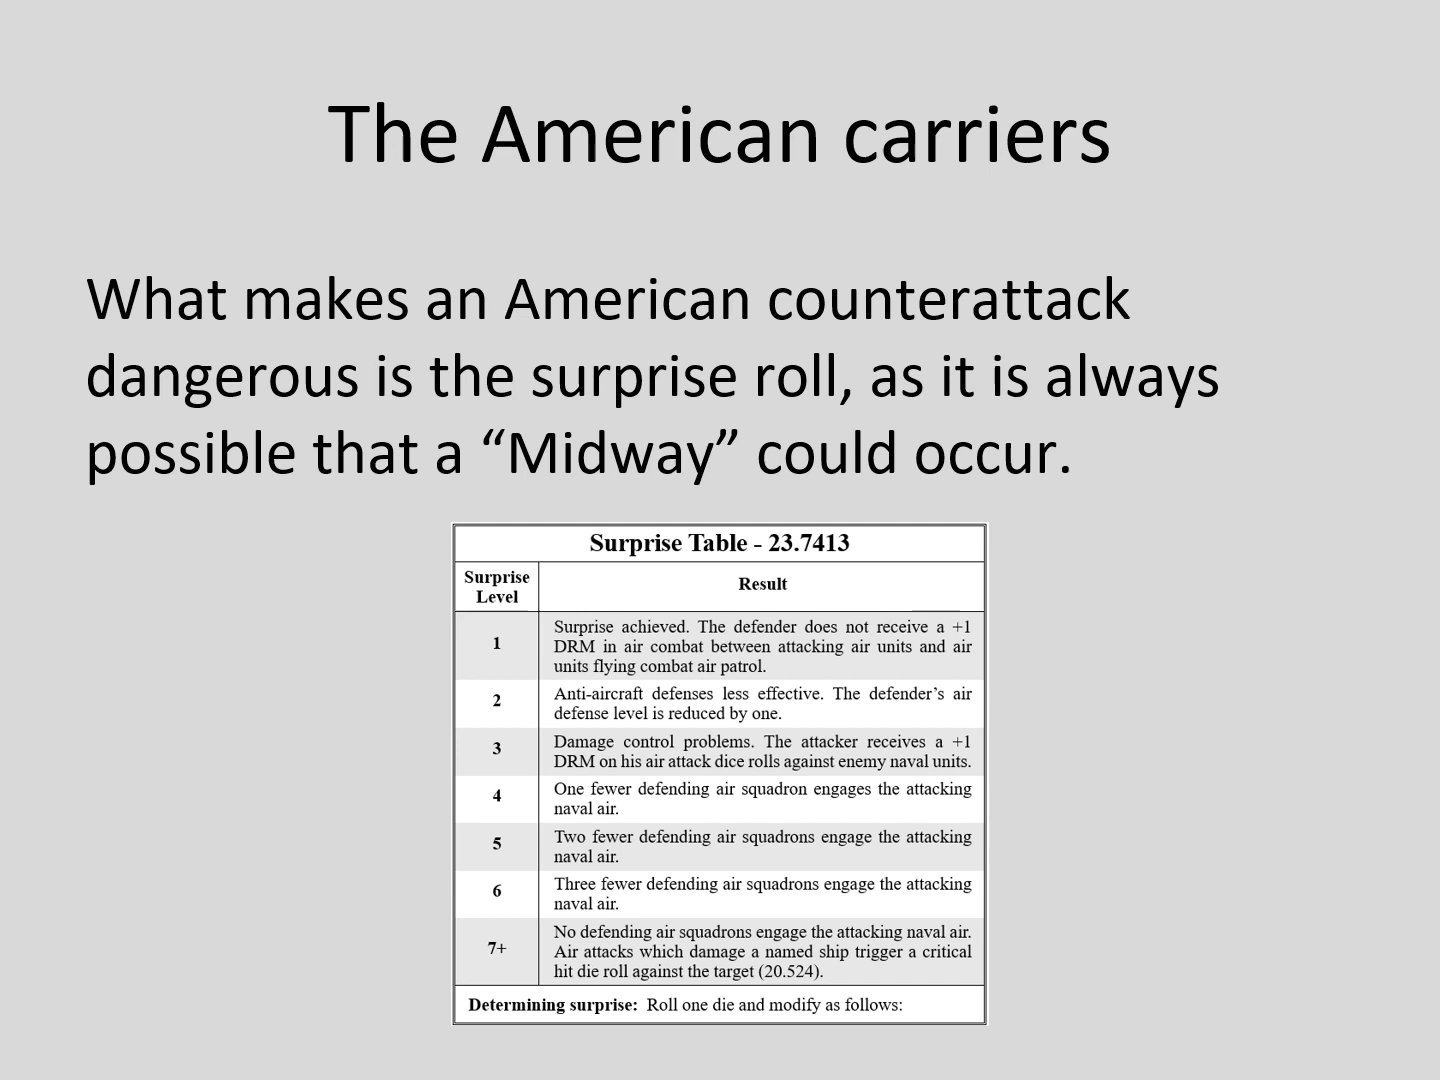 The American carriers
What makes an American counterattack
dangerous is the surprise roll, as it is always
possible that a “Midway” could occur.
Surprise Table - 23.7413
Surprise
Level
Result
1
Surprise achieved. The defender does not receive a +1
DRM in air combat between attacking air units and air
units flying combat air patrol.
2
Anti-aircraft defenses less effective. The defender’s air
defense level is reduced by one.
3
Damage control problems. The attacker receives a +1
DRM on his air attack dice rolls against enemy naval units.
4
One fewer defending air squadron engages the attacking
naval air.
5
Two fewer defending air squadrons engage the attacking
naval air.
6
Three fewer defending air squadrons engage the attacking
naval air.
7+
No defending air squadrons engage the attacking naval air.
Air attacks which damage a named ship trigger a critical
hit die roll against the target (20.524).
Determining surprise: Roll one die and modify as follows: